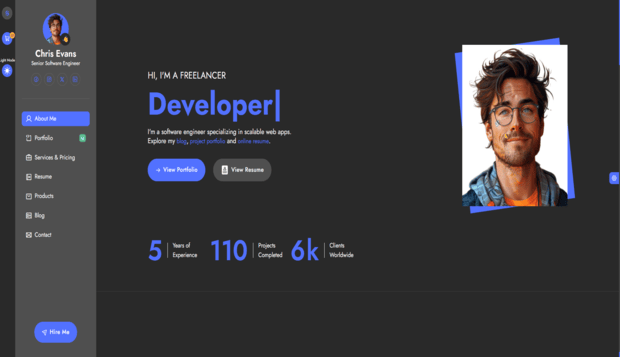 Light Mode
Chris Evans
Senior Software Engineer
About Me
Portfolio
Services & Pricing
Resume
Products
Blog
Contact
Hire Me
HI, I'M A FREELANCER
Developer|
I'm a software engineer specializing in scalable web apps.
Explore my blog, project portfolio and online resume.
View Portfolio
View Resume
5 Years of
Experience
110 Projects
Completed
6k Clients
Worldwide